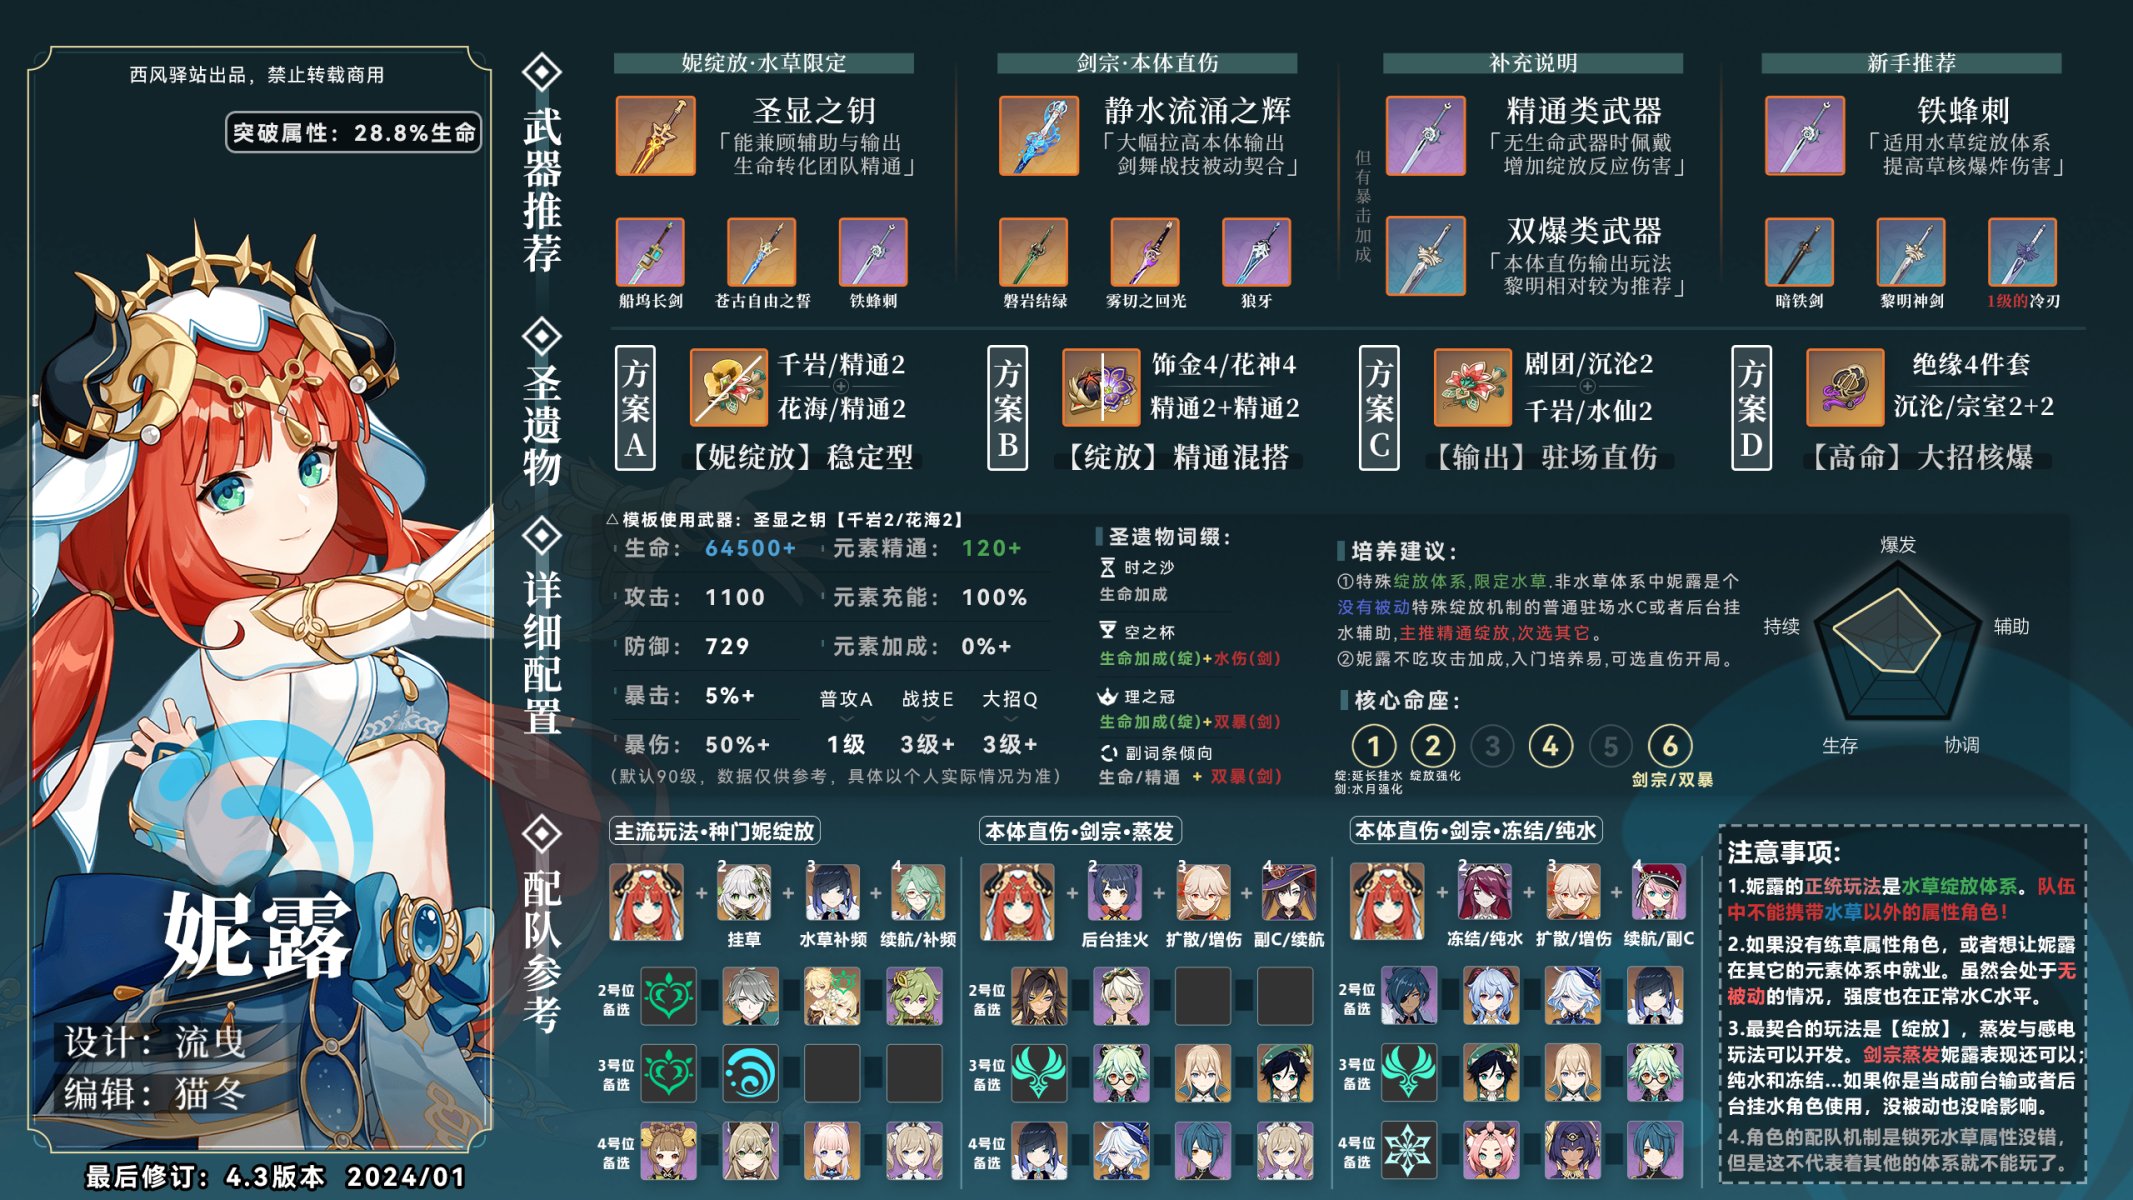 西风驿站出品，禁止转载商用
突破属性：28.8%生命
妮露
设计：流曳
编辑：猫冬
最后修订：4.3版本 2024/01
武器推荐
妮绽放·水草限定
圣显之钥
「能兼顾辅助与输出
生命转化团队精通」
船坞长剑
苍古自由之誓
铁蜂刺
剑宗·本体直伤
静水流涌之辉
「大幅拉高本体输出
剑舞战技被动契合」
磐岩结绿
雾切之回光
狼牙
补充说明
但有暴击加成
精通类武器
「无生命武器时佩戴
增加绽放反应伤害」
双爆类武器
「本体直伤输出玩法
黎明相对较为推荐」
新手推荐
铁蜂刺
「适用水草绽放体系
提高草核爆炸伤害」
暗铁剑
黎明神剑
1级的冷刃
圣遗物
方案A
千岩/精通2
花海/精通2
【妮绽放】稳定型
方案B
饰金4/花神4
精通2+精通2
【绽放】精通混搭
方案C
剧团/沉沦2
千岩/水仙2
【输出】驻场直伤
方案D
绝缘4件套
沉沦/宗室2+2
【高命】大招核爆
详细配置
△模板使用武器：圣显之钥【千岩2/花海2】
生命： 64500+ 元素精通： 120+
攻击： 1100 元素充能： 100%
防御： 729 元素加成： 0%+
暴击： 5%+ 普攻A 战技E 大招Q
暴伤： 50%+ 1级 3级+ 3级+
(默认90级，数据仅供参考，具体以个人实际情况为准)
圣遗物词缀：
时之沙
生命加成
空之杯
生命加成(绽)+水伤(剑)
理之冠
生命加成(绽)+双暴(剑)
副词条倾向
生命/精通 + 双暴(剑)
培养建议：
①特殊绽放体系,限定水草.非水草体系中妮露是个
没有被动特殊绽放机制的普通驻场水C或者后台挂
水辅助,主推精通绽放,次选其它。
②妮露不吃攻击加成,入门培养易,可选直伤开局。
核心命座：
1 2 3 4 5 6
绽:延长挂水 绽放强化
剑:水月强化
剑宗/双暴
爆发
持续
辅助
生存
协调
配队参考
主流玩法·种门妮绽放
2 3 4
挂草 水草补频 续航/补频
2号位
备选
3号位
备选
4号位
备选
本体直伤·剑宗·蒸发
2 3 4
后台挂火 扩散/增伤 副C/续航
2号位
备选
3号位
备选
4号位
备选
本体直伤·剑宗·冻结/纯水
2 3 4
冻结/纯水 扩散/增伤 续航/副C
2号位
备选
3号位
备选
4号位
备选
注意事项：
1.妮露的正统玩法是水草绽放体系。队伍
中不能携带水草以外的属性角色！
2.如果没有练草属性角色，或者想让妮露
在其它的元素体系中就业。虽然会处于无
被动的情况，强度也在正常水C水平。
3.最契合的玩法是【绽放】，蒸发与感电
玩法可以开发。剑宗蒸发妮露表现还可以；
纯水和冻结...如果你是当成前台输或者后
台挂水角色使用，没被动也没啥影响。
4.角色的配队机制是锁死水草属性没错，
但是这不代表着其他的体系就不能玩了。